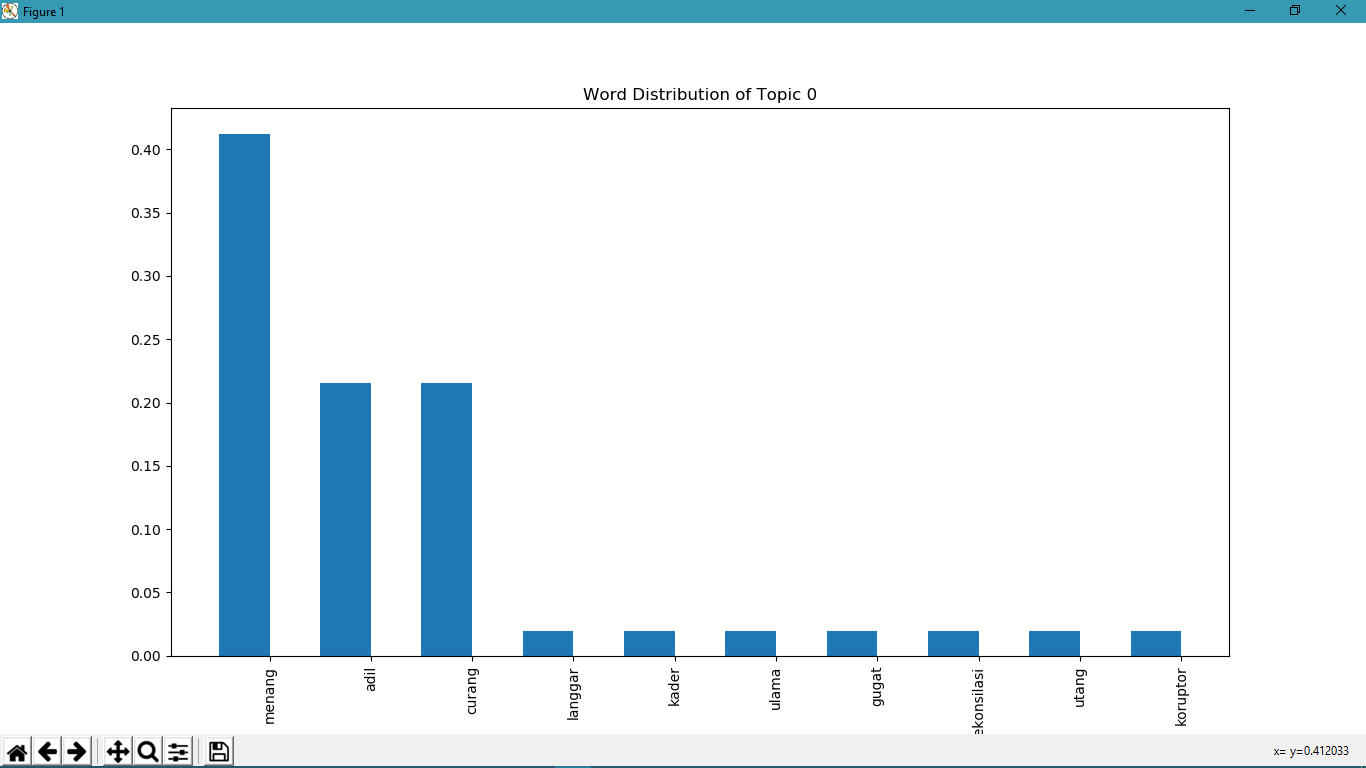 Figure 1
Word Distribution of Topic 0
0.40
0.35
0.30
0.25
0.20
0.15
0.10
0.05
0.00
menang
adil
curang
langgar
kader
ulama
gugat
ekonsilasi
utang
koruptor
x= y=0.412033